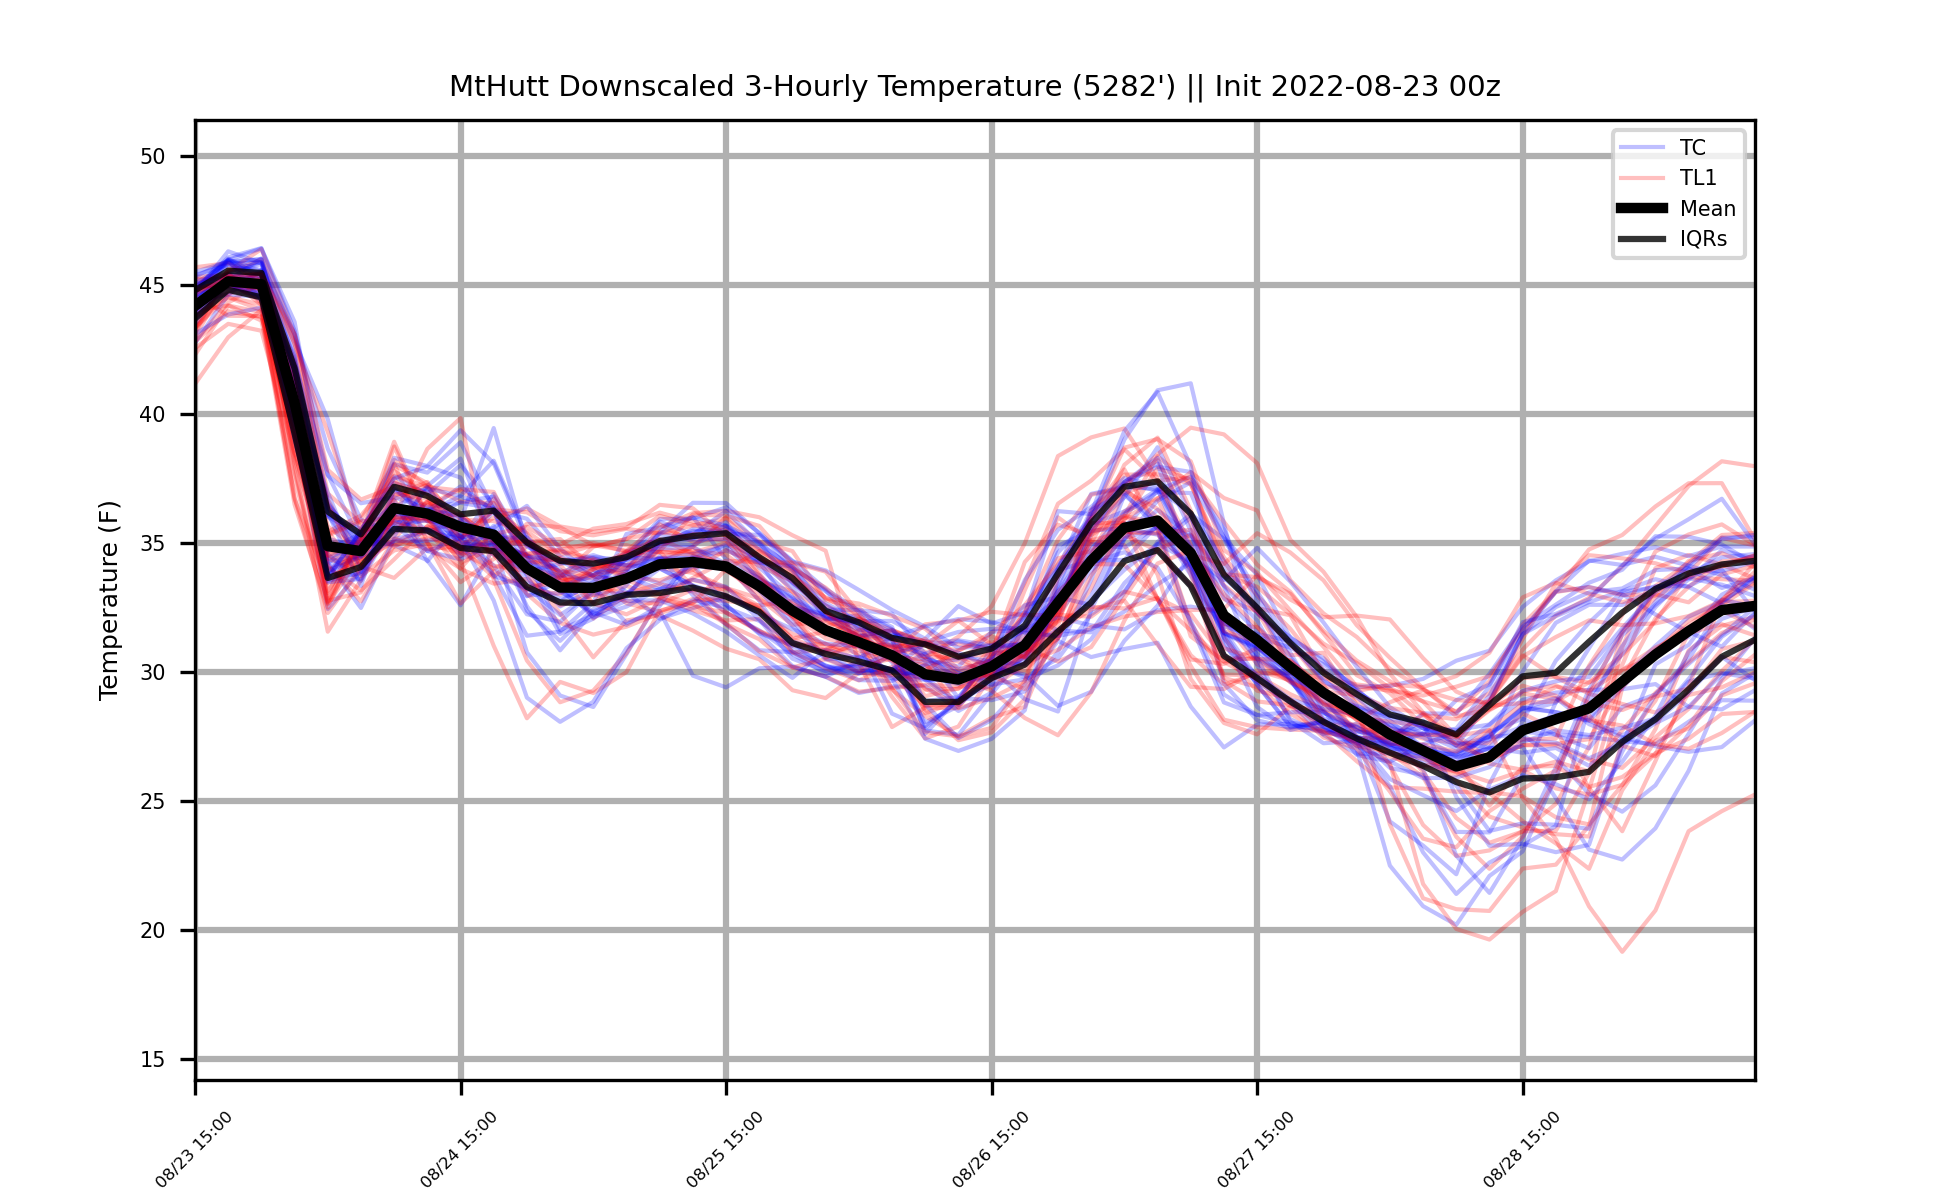 MtHutt Downscaled 3-Hourly Temperature (5282') || Init 2022-08-23 00z
TC
TL1
Mean
IQRs
Temperature (F)
50
45
40
35
30
25
20
15
08/23 15:00
08/24 15:00
08/25 15:00
08/26 15:00
08/27 15:00
08/28 15:00